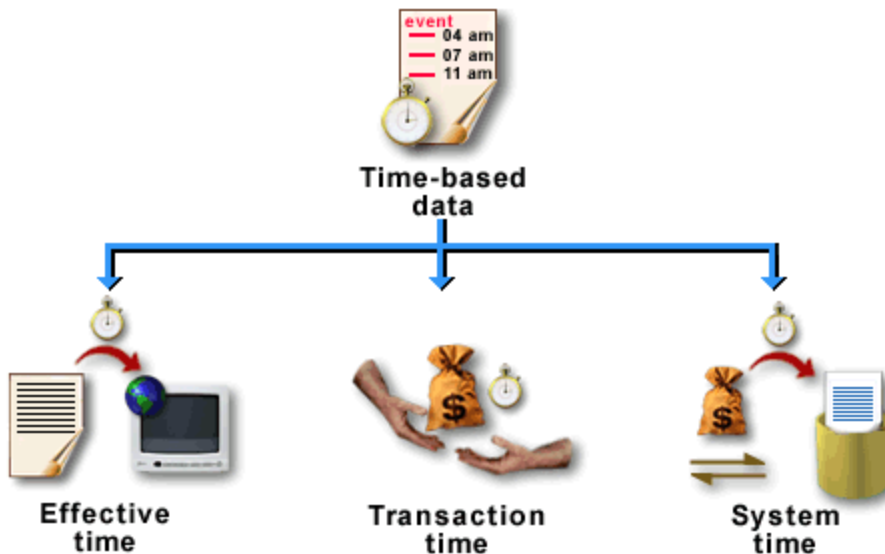 event
04 am
07 am
11 am
Time-based
data
$
$
Effective
time
Transaction
time
System
time